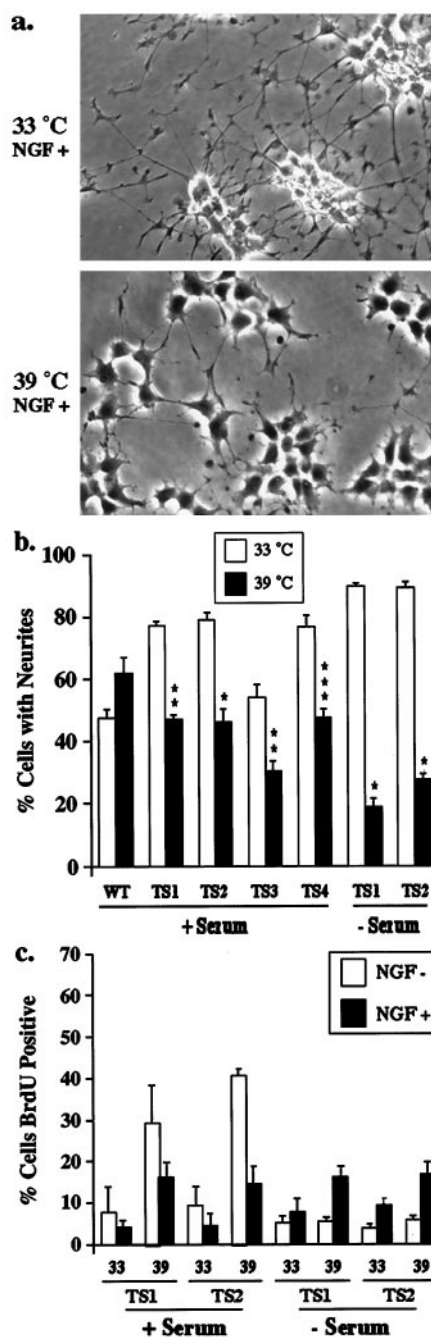 a.
33 °C
NGF +
39 °C
NGF +
b.
33 °C
39 °C
% Cells with Neurites
100
80
60
40
20
0
** * ** *** * *
WT TS1 TS2 TS3 TS4 TS1 TS2
+ Serum - Serum
c.
NGF -
NGF +
% Cells BrdU Positive
70
60
50
40
30
20
10
0
33 39 33 39 33 39 33 39
TS1 TS2 TS1 TS2
+ Serum - Serum